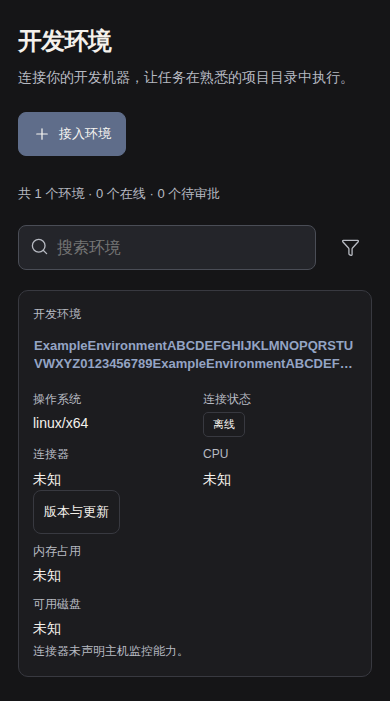 开发环境
连接你的开发机器，让任务在熟悉的项目目录中执行。
接入环境
共 1 个环境 · 0 个在线 · 0 个待审批
搜索环境
开发环境
ExampleEnvironmentABCDEFGHIJKLMNOPQRSTU
VWXYZ0123456789ExampleEnvironmentABCDEF…
操作系统
linux/x64
连接状态
离线
连接器
未知
版本与更新
CPU
未知
内存占用
未知
可用磁盘
未知
连接器未声明主机监控能力。